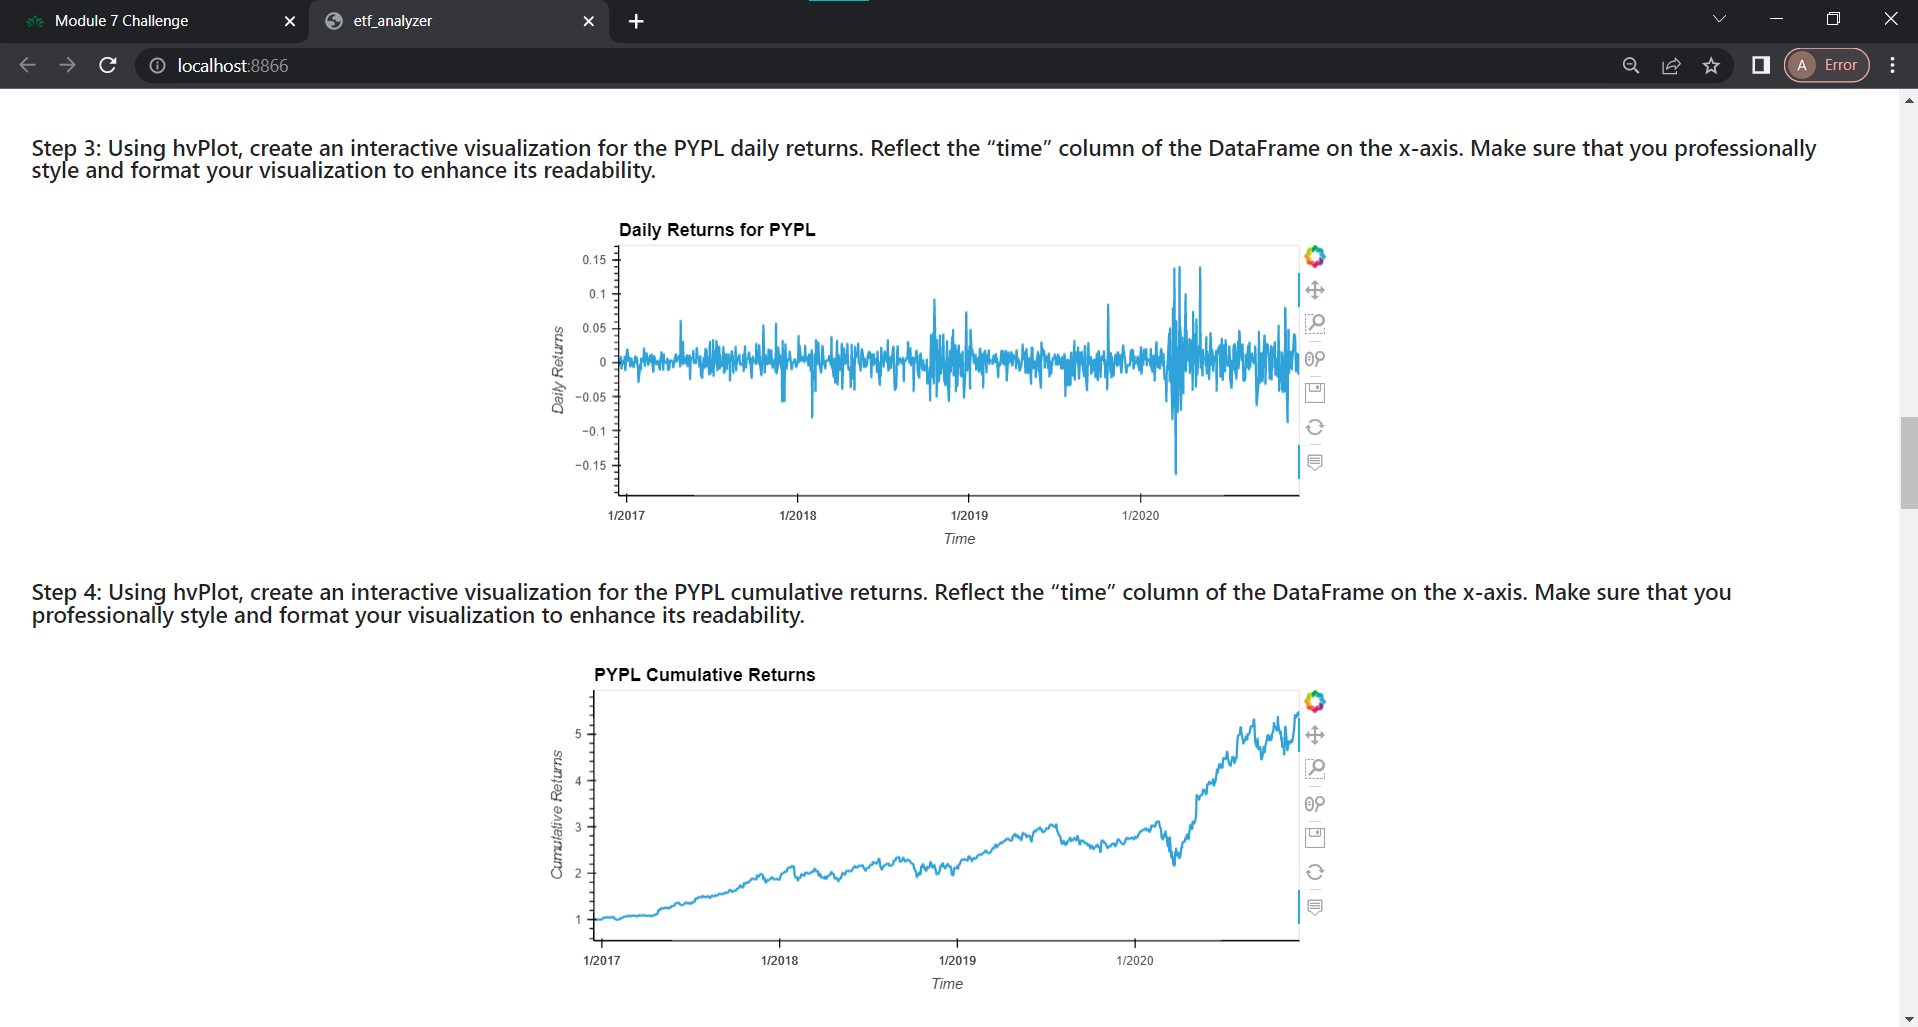 Module 7 Challenge
etf_analyzer
localhost:8866
A Error
Step 3: Using hvPlot, create an interactive visualization for the PYPL daily returns. Reflect the “time” column of the DataFrame on the x-axis. Make sure that you professionally
style and format your visualization to enhance its readability.
Daily Returns for PYPL
0.15
0.1
0.05
0
−0.05
−0.1
−0.15
Daily Returns
1/2017 1/2018 1/2019 1/2020
Time
Step 4: Using hvPlot, create an interactive visualization for the PYPL cumulative returns. Reflect the “time” column of the DataFrame on the x-axis. Make sure that you
professionally style and format your visualization to enhance its readability.
PYPL Cumulative Returns
5
4
3
2
1
Cumulative Returns
1/2017 1/2018 1/2019 1/2020
Time